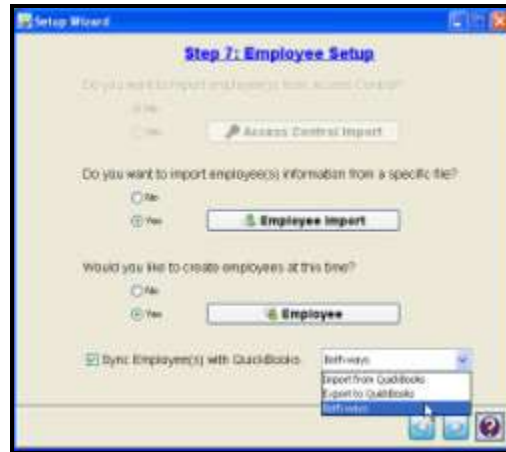 Setup Wizard
Step 7: Employee Setup
Do you want to import employee(s) from Access Control?
No
Yes
Access Control Import
Do you want to import employee(s) information from a specific file?
No
Yes
Employee Import
Would you like to create employees at this time?
No
Yes
Employee
Sync Employee(s) with QuickBooks
Both ways
Import from QuickBooks
Export to QuickBooks
Both ways